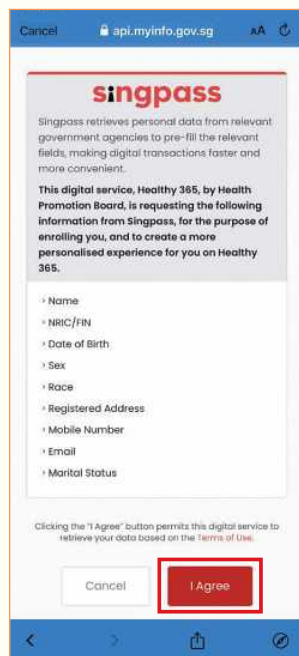 Cancel api.myinfo.gov.sg AA
singpass
Singpass retrieves personal data from relevant
government agencies to pre-fill the relevant
fields, making digital transactions faster and
more convenient.
This digital service, Healthy 365, by Health
Promotion Board, is requesting the following
information from Singpass, for the purpose of
enrolling you, and to create a more
personalised experience for you on Healthy
365.
Name
NRIC/FIN
Date of Birth
Sex
Race
Registered Address
Mobile Number
Email
Marital Status
Clicking the "I Agree" button permits this digital service to
retrieve your data based on the Terms of Use.
Cancel I Agree